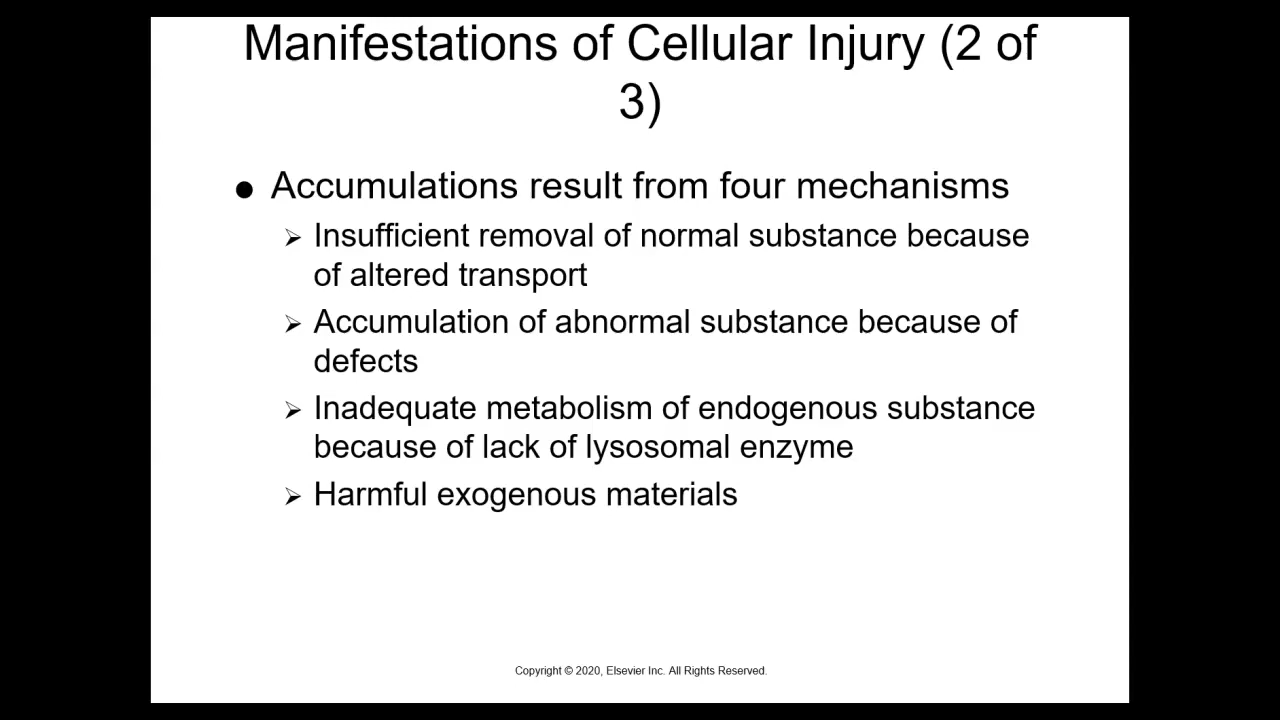 Manifestations of Cellular Injury (2 of
3)
● Accumulations result from four mechanisms
➢ Insufficient removal of normal substance because
of altered transport
➢ Accumulation of abnormal substance because of
defects
➢ Inadequate metabolism of endogenous substance
because of lack of lysosomal enzyme
➢ Harmful exogenous materials
Copyright © 2020, Elsevier Inc. All Rights Reserved.